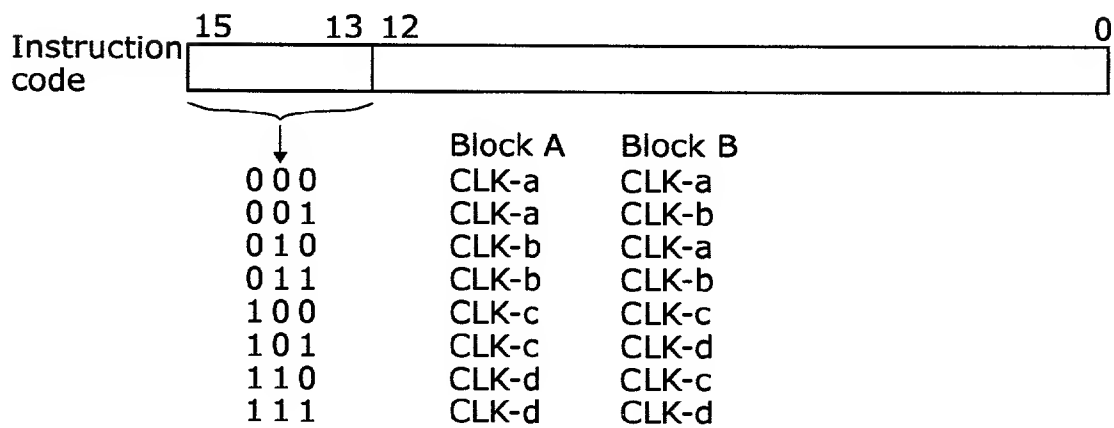 15 13 12 0
Instruction
code
Block A Block B
0 0 0 CLK-a CLK-a
0 0 1 CLK-a CLK-b
0 1 0 CLK-b CLK-a
0 1 1 CLK-b CLK-b
1 0 0 CLK-c CLK-c
1 0 1 CLK-c CLK-d
1 1 0 CLK-d CLK-c
1 1 1 CLK-d CLK-d